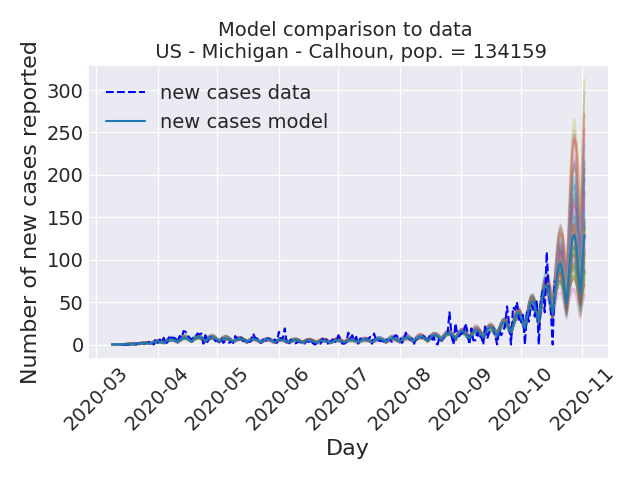 Model comparison to data
US - Michigan - Calhoun, pop. = 134159
Number of new cases reported
300
250
200
150
100
50
0
new cases data
new cases model
2020-03
2020-04
2020-05
2020-06
2020-07
2020-08
2020-09
2020-10
2020-11
Day